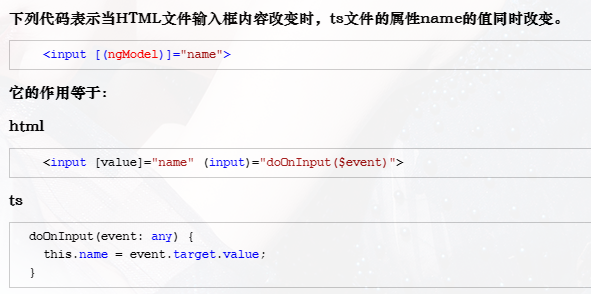 下列代码表示当HTML文件输入框内容改变时，ts文件的属性name的值同时改变。
<input [(ngModel)]="name">
它的作用等于：
html
<input [value]="name" (input)="doOnInput($event)">
ts
doOnInput(event: any) {
this.name = event.target.value;
}